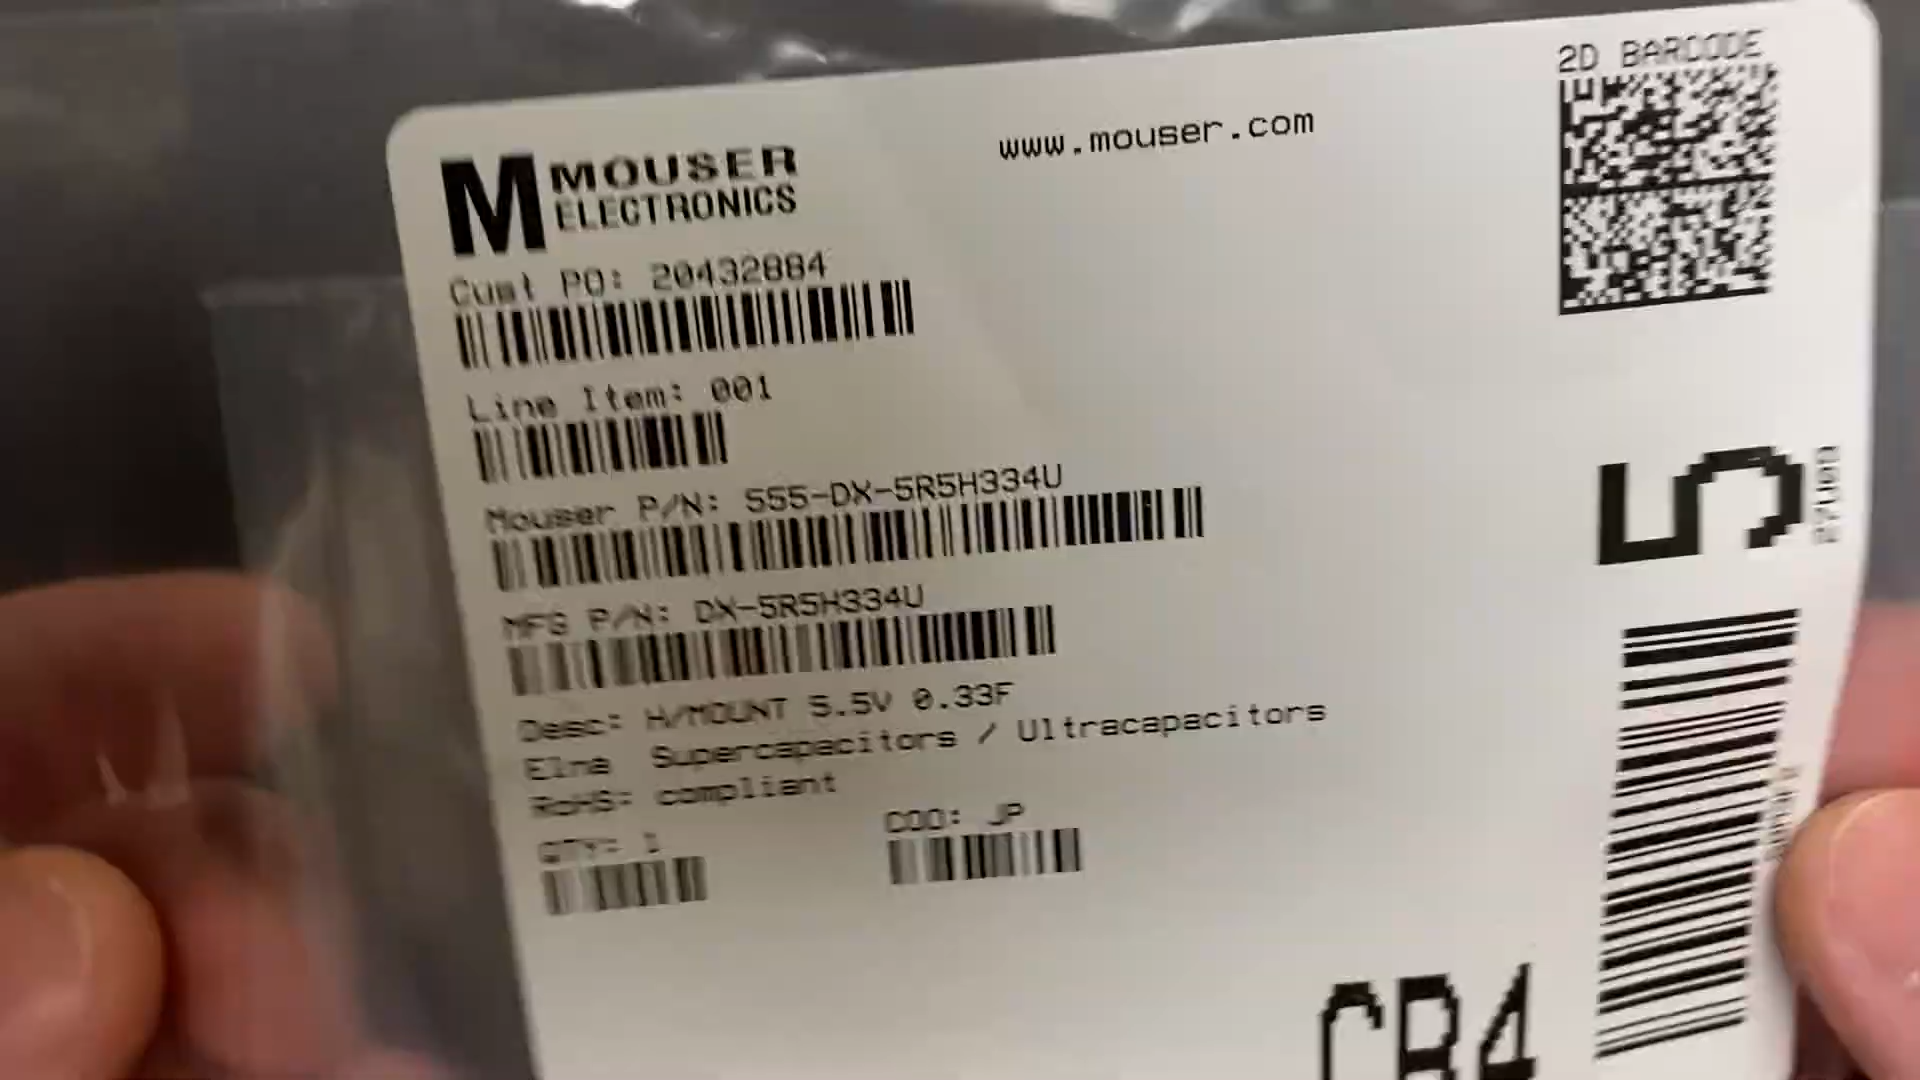 2D BARCODE
www.mouser.com
M MOUSER
ELECTRONICS
Cust PO: 20432884
Line Item: 001
Mouser P/N: 555-DX-5R5H334U
MFG P/N: DX-5R5H334U
Desc: H/MOUNT 5.5V 0.33F
Elna Supercapacitors / Ultracapacitors
RoHS: compliant
QTY: 1 COO: JP
5
CB4